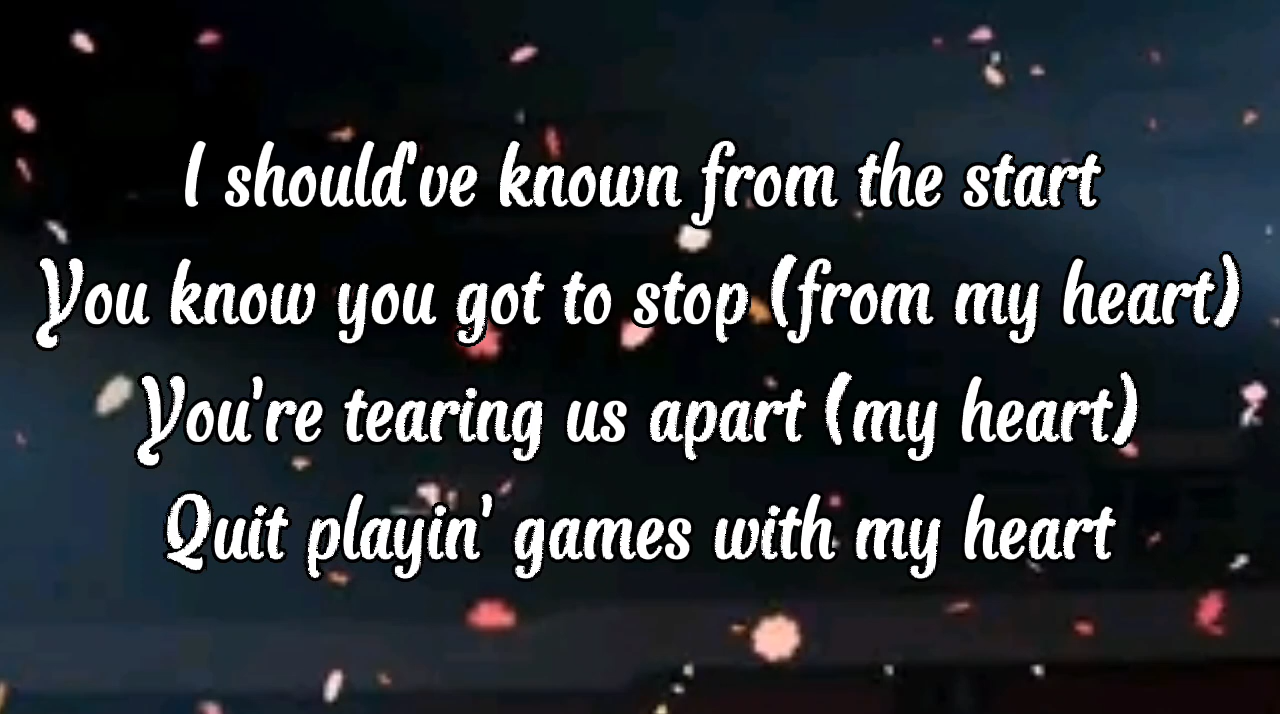 I should've known from the start
You know you got to stop (from my heart)
You're tearing us apart (my heart)
Quit playin' games with my heart